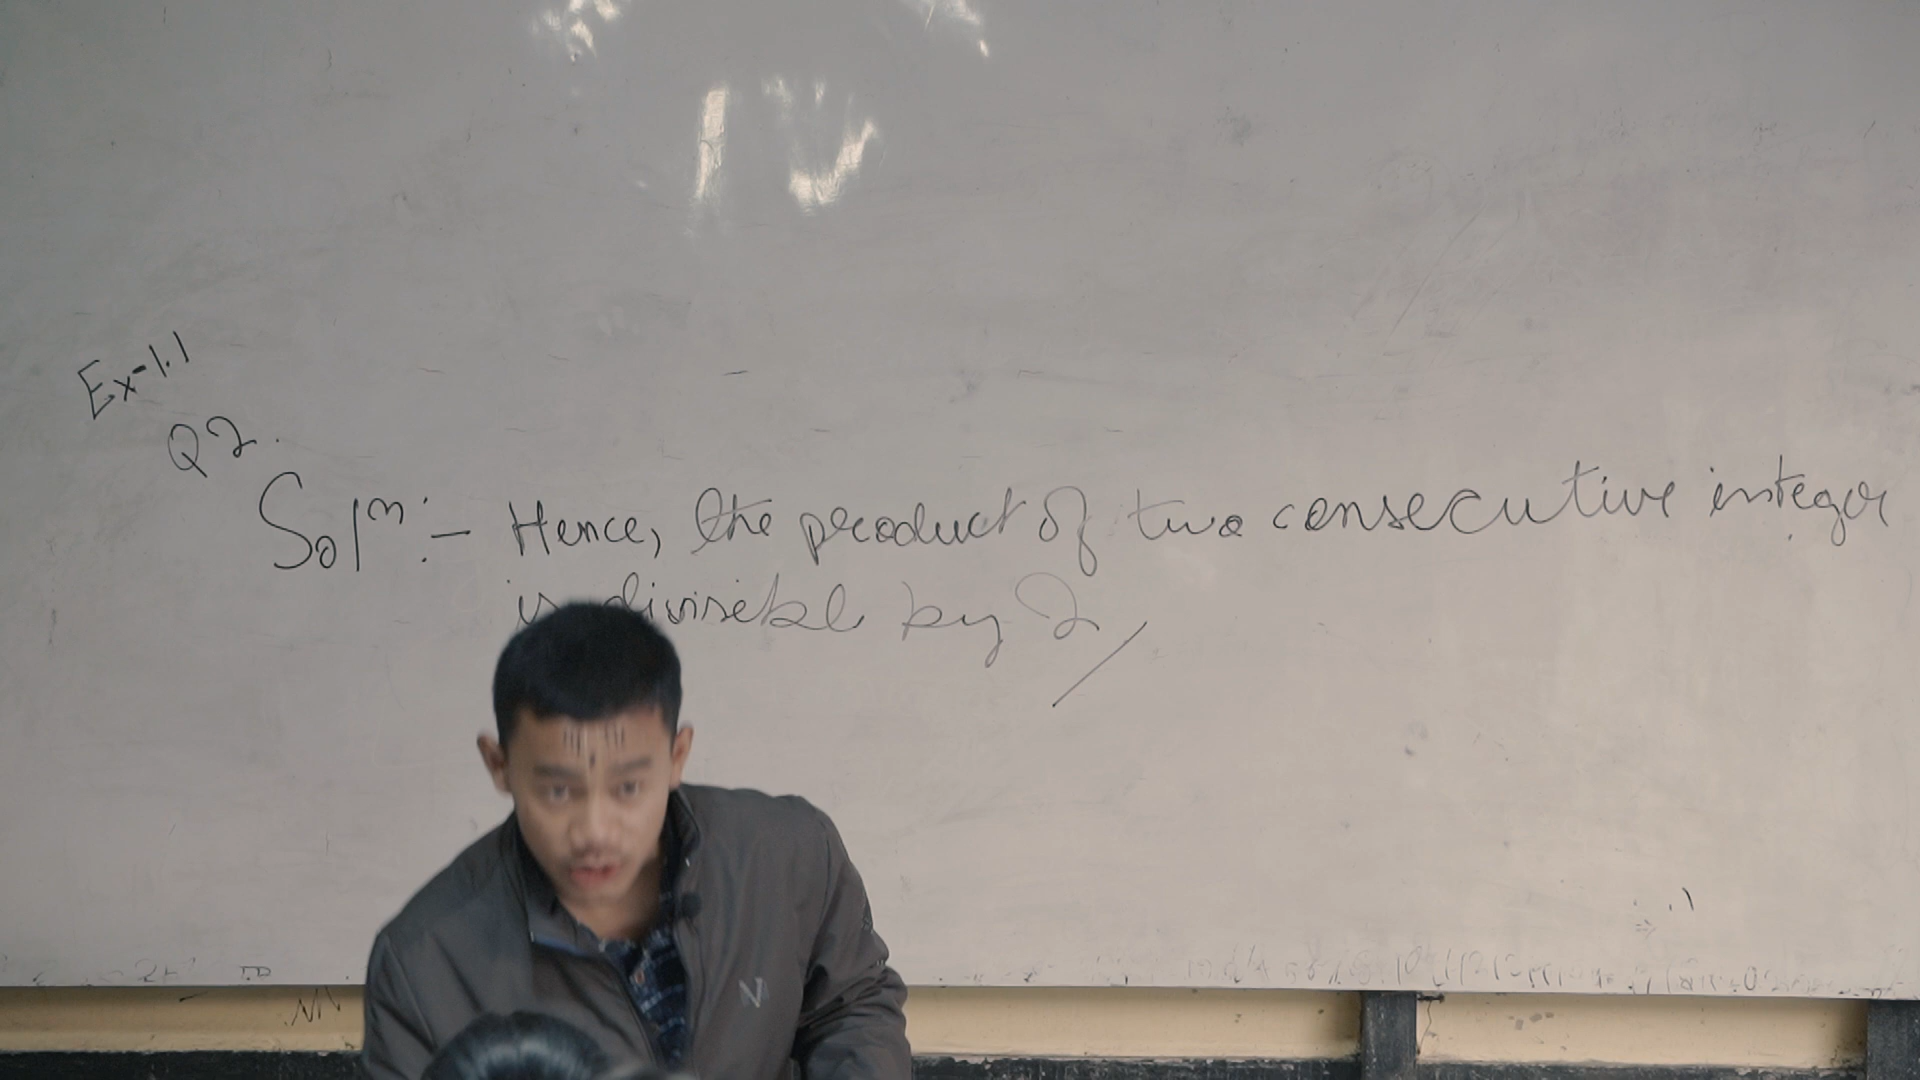 Ex-1.1
Q2.
Solⁿ:- Hence, the product of two consecutive integer
is divisible by 2